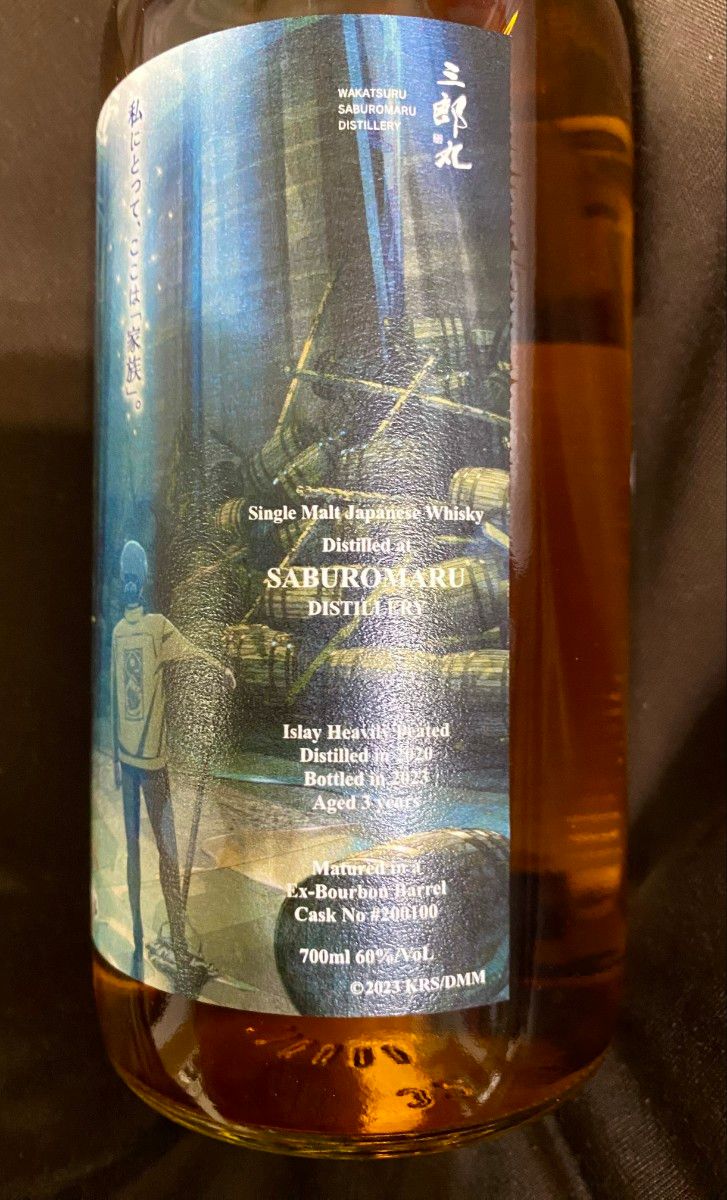 私にとって、ここは「家族」。
WAKATSURU
SABUROMARU
DISTILLERY
三郎丸
Single Malt Japanese Whisky
Distilled at
SABUROMARU
DISTILLERY
Islay Heavily Peated
Distilled in 2020
Bottled in 2023
Aged 3 years
Matured in a
Ex-Bourbon Barrel
Cask No #200100
700ml 60%/VoL
©2023 KRS/DMM